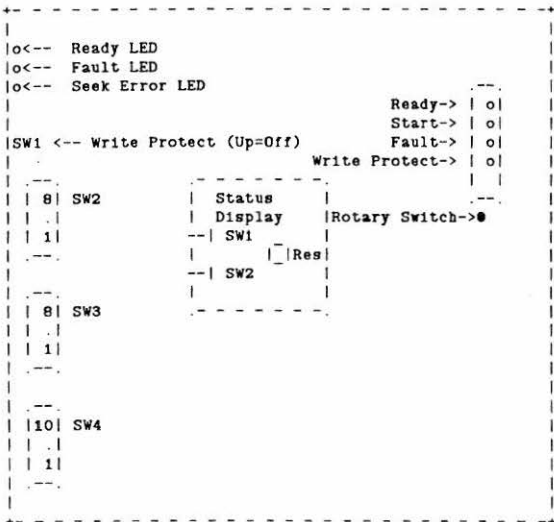 o<-- Ready LED
o<-- Fault LED
o<-- Seek Error LED
Ready-> | o|
Start-> | o|
SW1 <-- Write Protect (Up=Off) Fault-> | o|
Write Protect-> | o|
8| SW2 | Status
Display |Rotary Switch->●
1| --| SW1
|_|Res|
--| SW2
8| SW3
1|
|10| SW4
1|